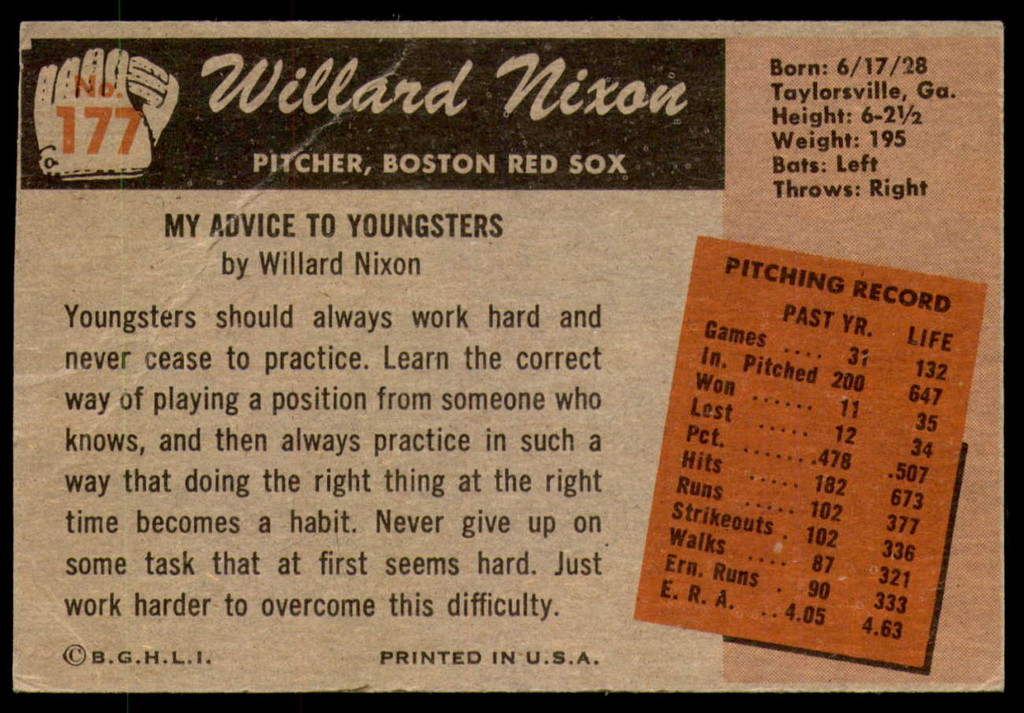 No.
177
Willard Nixon
PITCHER, BOSTON RED SOX
Born: 6/17/28
Taylorsville, Ga.
Height: 6-2½
Weight: 195
Bats: Left
Throws: Right
MY ADVICE TO YOUNGSTERS
by Willard Nixon
Youngsters should always work hard and
never cease to practice. Learn the correct
way of playing a position from someone who
knows, and then always practice in such a
way that doing the right thing at the right
time becomes a habit. Never give up on
some task that at first seems hard. Just
work harder to overcome this difficulty.
PITCHING RECORD
PAST YR. LIFE
Games .... 31 132
In. Pitched 200 647
Won ...... 11 35
Lost ..... 12 34
Pct. ....... .478 .507
Hits ..... 182 673
Runs ..... 102 377
Strikeouts . 102 336
Walks .... 87 321
Ern. Runs . 90 333
E. R. A. .. 4.05 4.63
© B.G.H.L.I.
PRINTED IN U.S.A.